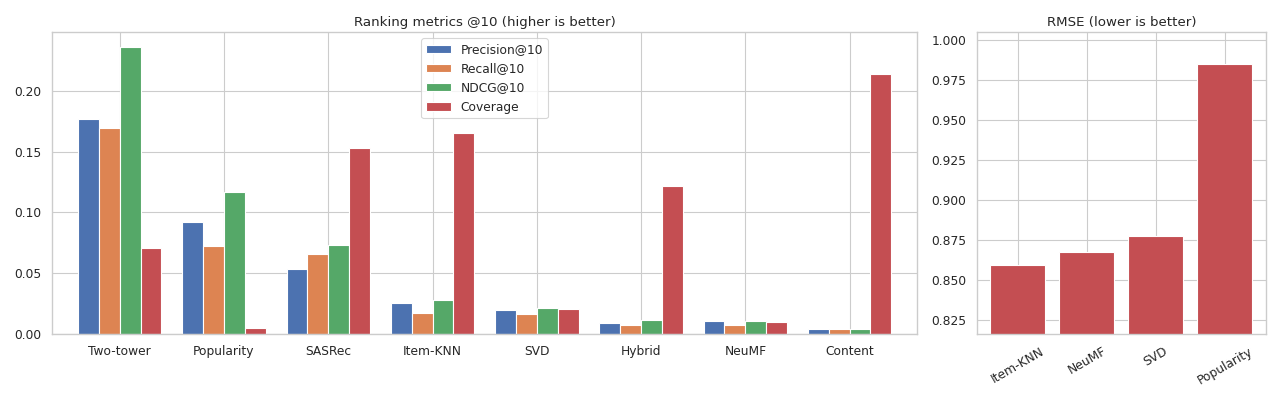 Ranking metrics @10 (higher is better)
Precision@10
Recall@10
NDCG@10
Coverage
0.20
0.15
0.10
0.05
0.00
Two-tower Popularity SASRec Item-KNN SVD Hybrid NeuMF Content
RMSE (lower is better)
1.000
0.975
0.950
0.925
0.900
0.875
0.850
0.825
Item-KNN NeuMF SVD Popularity